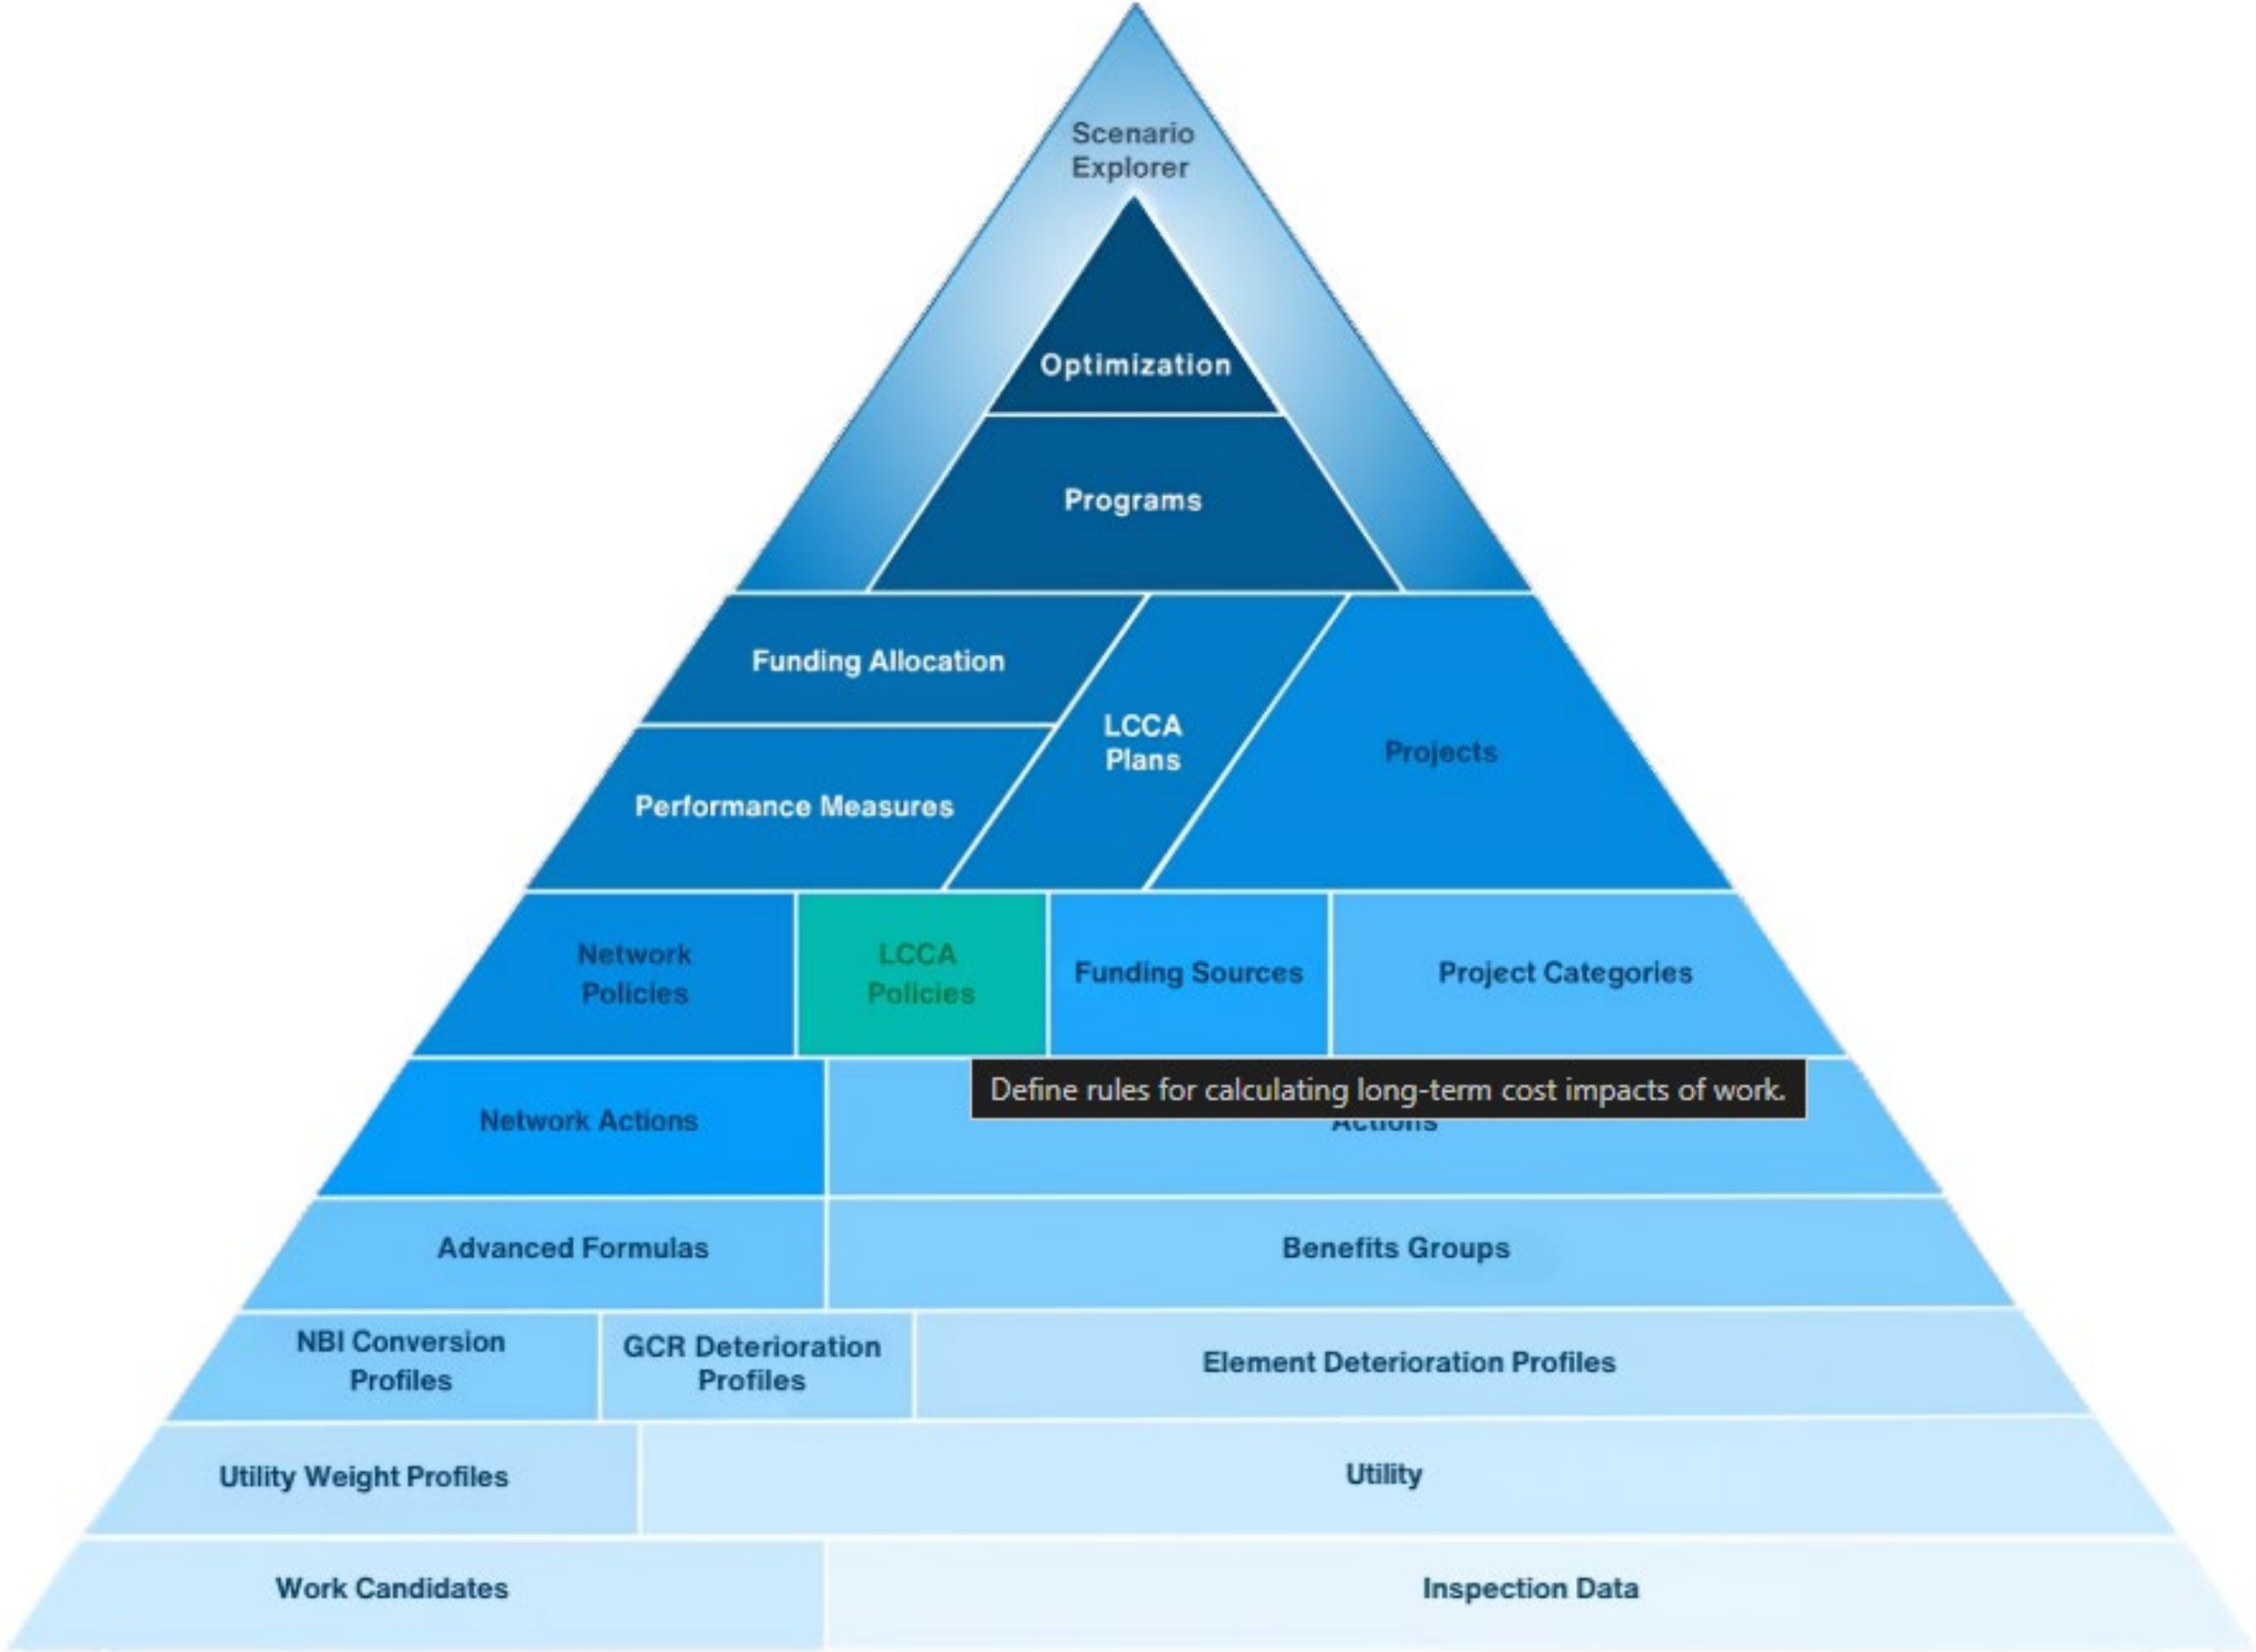 Scenario
Explorer
Optimization
Programs
Funding Allocation
LCCA
Plans
Projects
Performance Measures
Network
Policies
LCCA
Policies
Funding Sources
Project Categories
Define rules for calculating long-term cost impacts of work.
Network Actions
Actions
Advanced Formulas
Benefits Groups
NBI Conversion
Profiles
GCR Deterioration
Profiles
Element Deterioration Profiles
Utility Weight Profiles
Utility
Work Candidates
Inspection Data